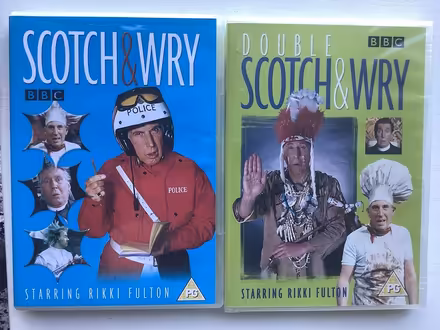 SCOTCH&WRY
BBC
POLICE
POLICE
STARRING RIKKI FULTON
PG
DOUBLE
BBC
SCOTCH&WRY
STARRING RIKKI FULTON
PG